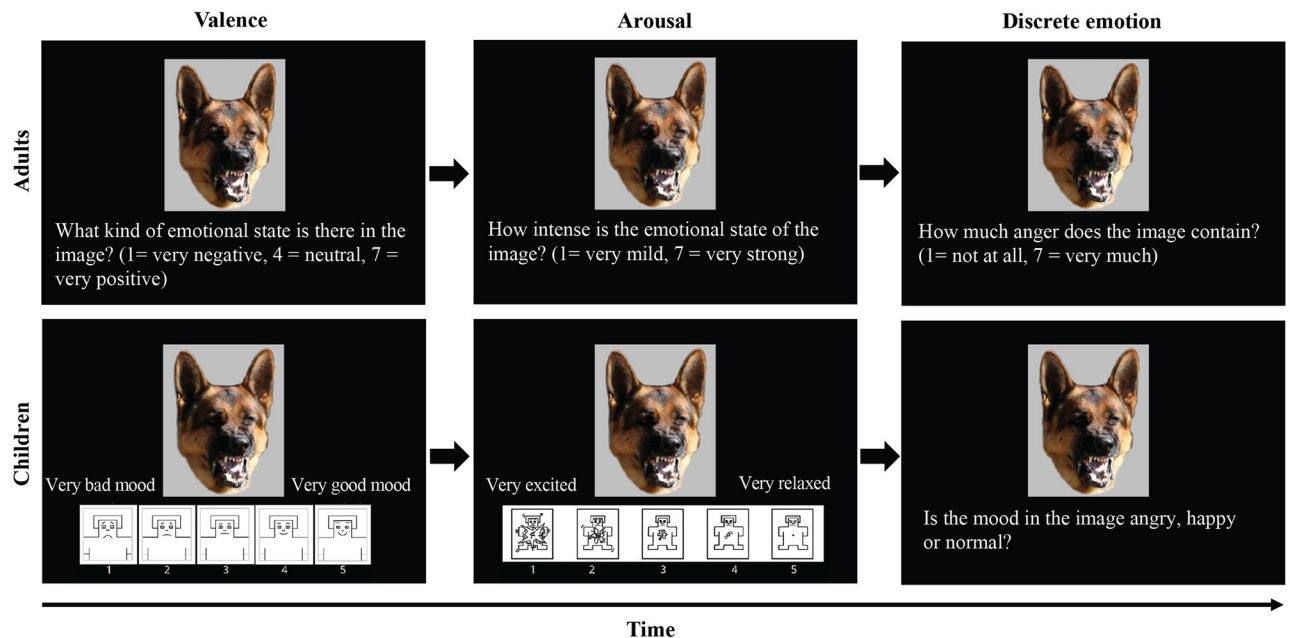 Valence
Arousal
Discrete emotion
Adults
What kind of emotional state is there in the
image? (1= very negative, 4 = neutral, 7 =
very positive)
How intense is the emotional state of the
image? (1= very mild, 7 = very strong)
How much anger does the image contain?
(1= not at all, 7 = very much)
Children
Very bad mood
Very good mood
1 2 3 4 5
Very excited
Very relaxed
1 2 3 4 5
Is the mood in the image angry, happy
or normal?
Time